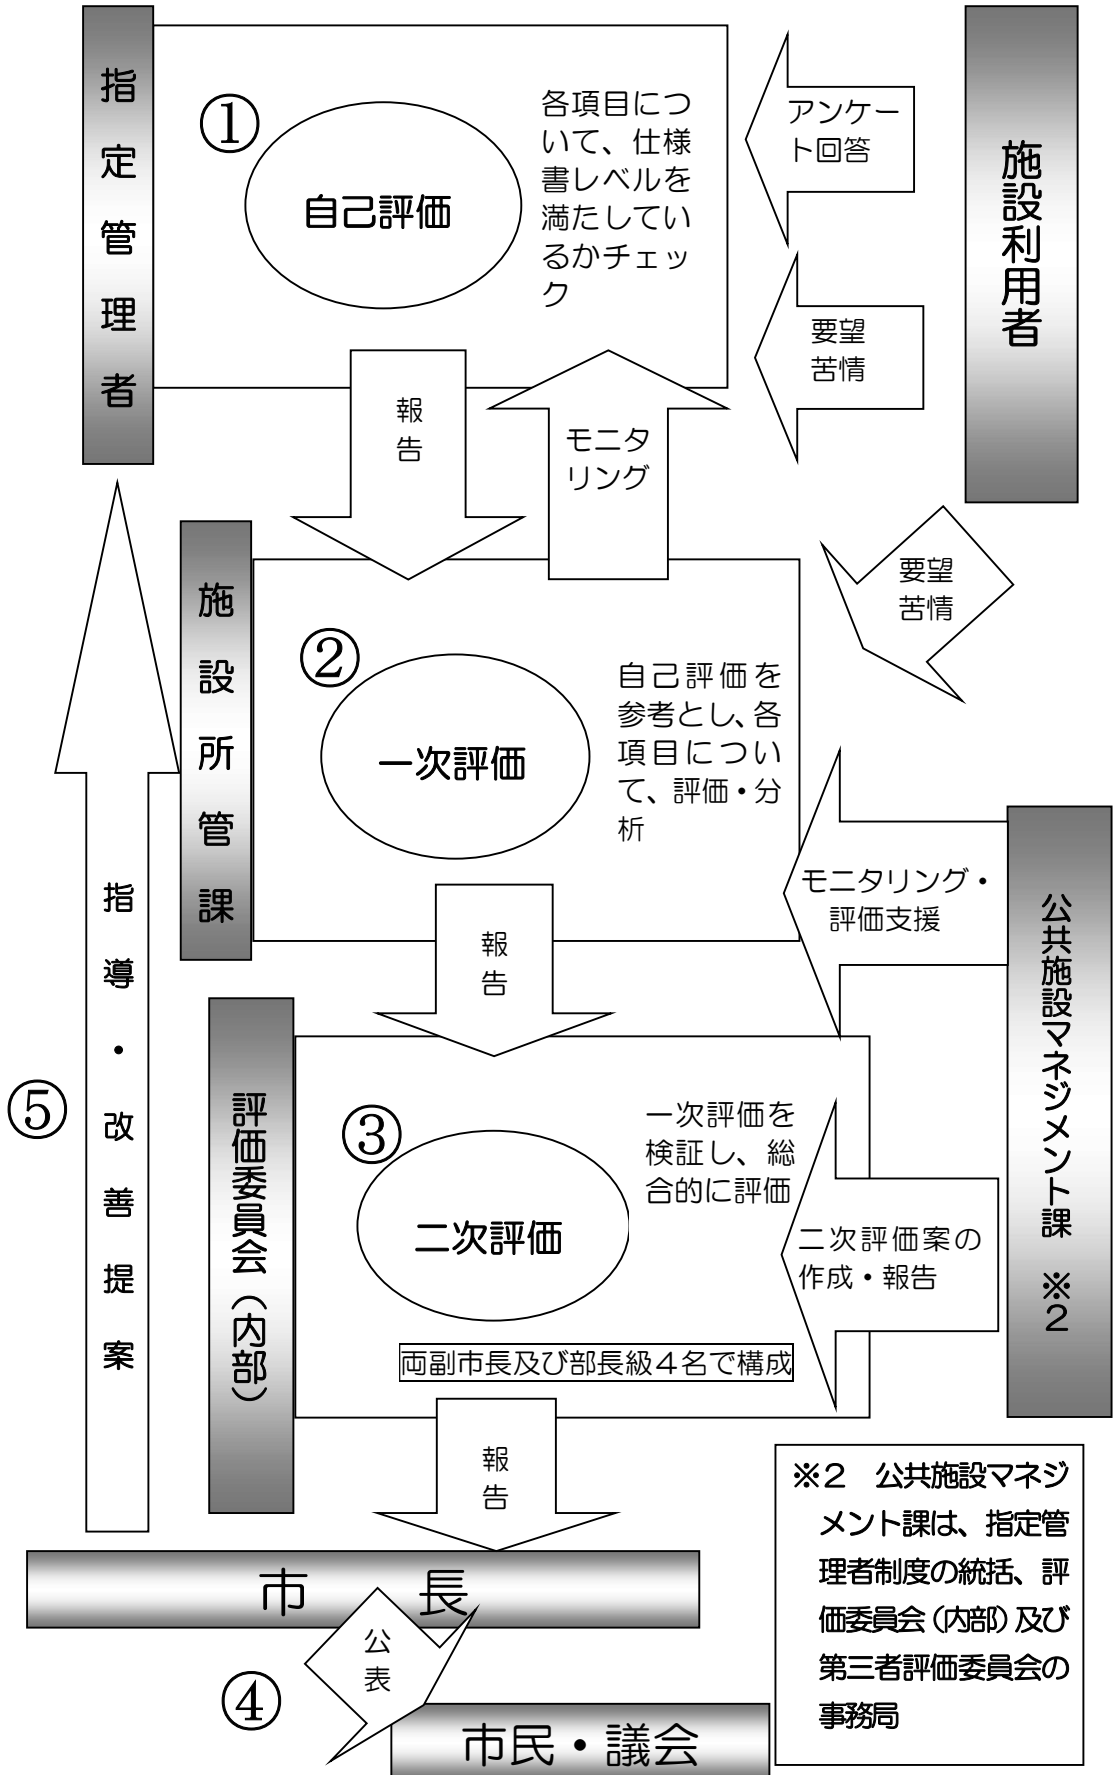 指定管理者
①
自己評価
各項目につ
いて、仕様
書レベルを
満たしてい
るかチェッ
ク
アンケー
ト回答
要望
苦情
施設利用者
報
告
モニタ
リング
要望
苦情
施設所管課
②
一次評価
自己評価を
参考とし、各
項目につい
て、評価・分
析
モニタリング・
評価支援
公共施設マネジメント課　※2
報
告
評価委員会（内部）
③
二次評価
一次評価を
検証し、総
合的に評価
二次評価案の
作成・報告
両副市長及び部長級４名で構成
⑤
指導・改善提案
報
告
市　長
④
公
表
市民・議会
※2　公共施設マネジ
メント課は、指定管
理者制度の統括、評
価委員会（内部）及び
第三者評価委員会の
事務局